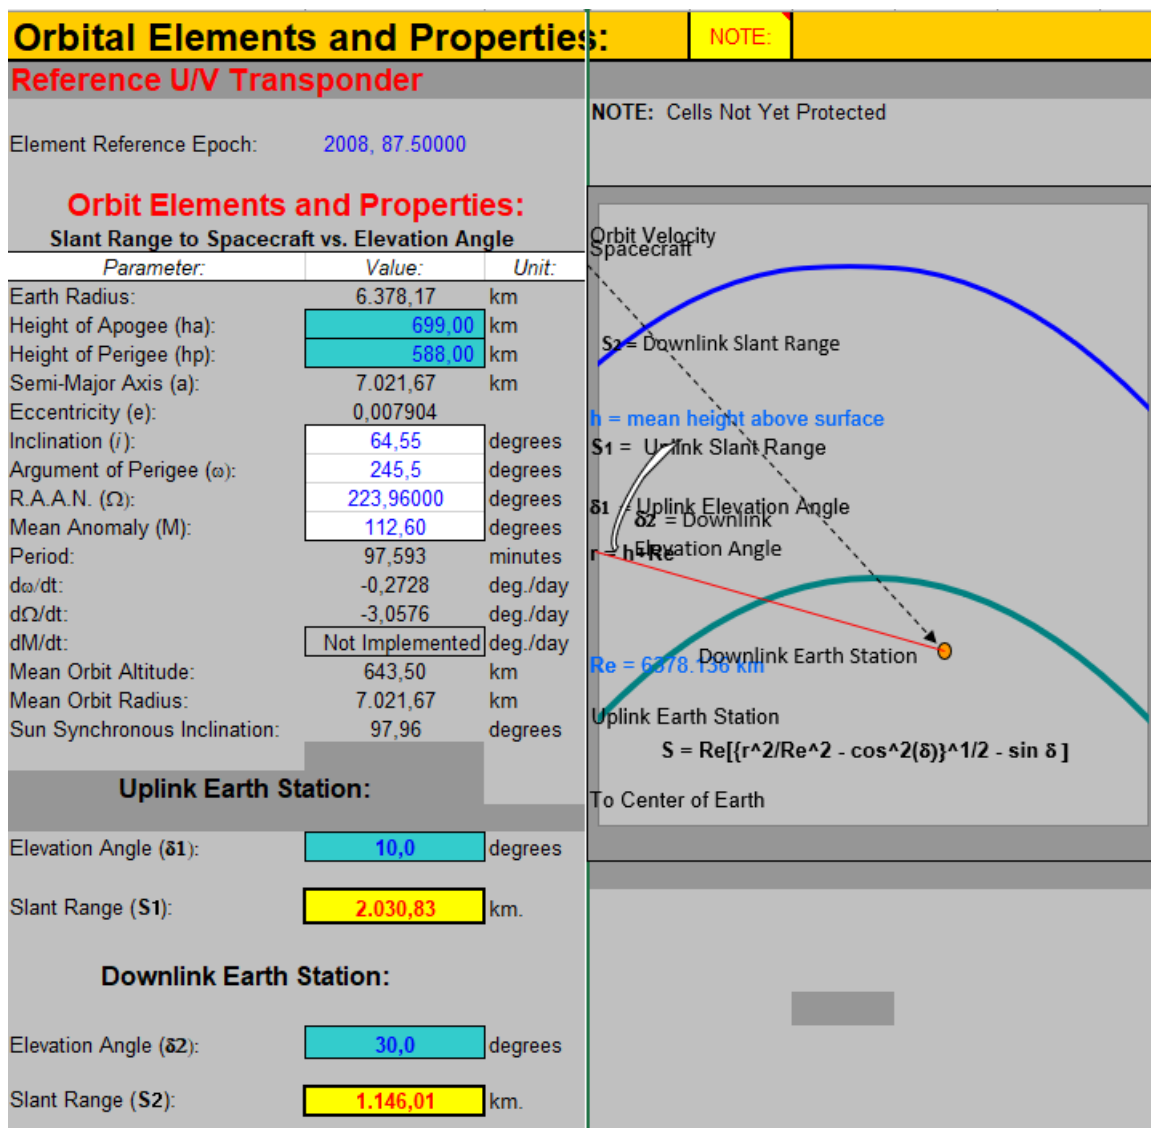 Orbital Elements and Properties:
NOTE:
Reference U/V Transponder
NOTE: Cells Not Yet Protected
Element Reference Epoch: 2008, 87.50000
Orbit Elements and Properties:
Slant Range to Spacecraft vs. Elevation Angle
Parameter: Value: Unit:
Earth Radius: 6.378,17 km
Height of Apogee (ha): 699,00 km
Height of Perigee (hp): 588,00 km
Semi-Major Axis (a): 7.021,67 km
Eccentricity (e): 0,007904
Inclination (i): 64,55 degrees
Argument of Perigee (ω): 245,5 degrees
R.A.A.N. (Ω): 223,96000 degrees
Mean Anomaly (M): 112,60 degrees
Period: 97,593 minutes
dω/dt: -0,2728 deg./day
dΩ/dt: -3,0576 deg./day
dM/dt: Not Implemented deg./day
Mean Orbit Altitude: 643,50 km
Mean Orbit Radius: 7.021,67 km
Sun Synchronous Inclination: 97,96 degrees
Uplink Earth Station:
Elevation Angle (δ1): 10,0 degrees
Slant Range (S1): 2.030,83 km.
Downlink Earth Station:
Elevation Angle (δ2): 30,0 degrees
Slant Range (S2): 1.146,01 km.
Orbit Velocity
Spacecraft
S2 = Downlink Slant Range
h = mean height above surface
S1 = Uplink Slant Range
δ1 = Uplink Elevation Angle
δ2 = Downlink
Elevation Angle
r = h+Re
Downlink Earth Station
Re = 6378.136 km
Uplink Earth Station
S = Re[{r^2/Re^2 - cos^2(δ)}^1/2 - sin δ ]
To Center of Earth